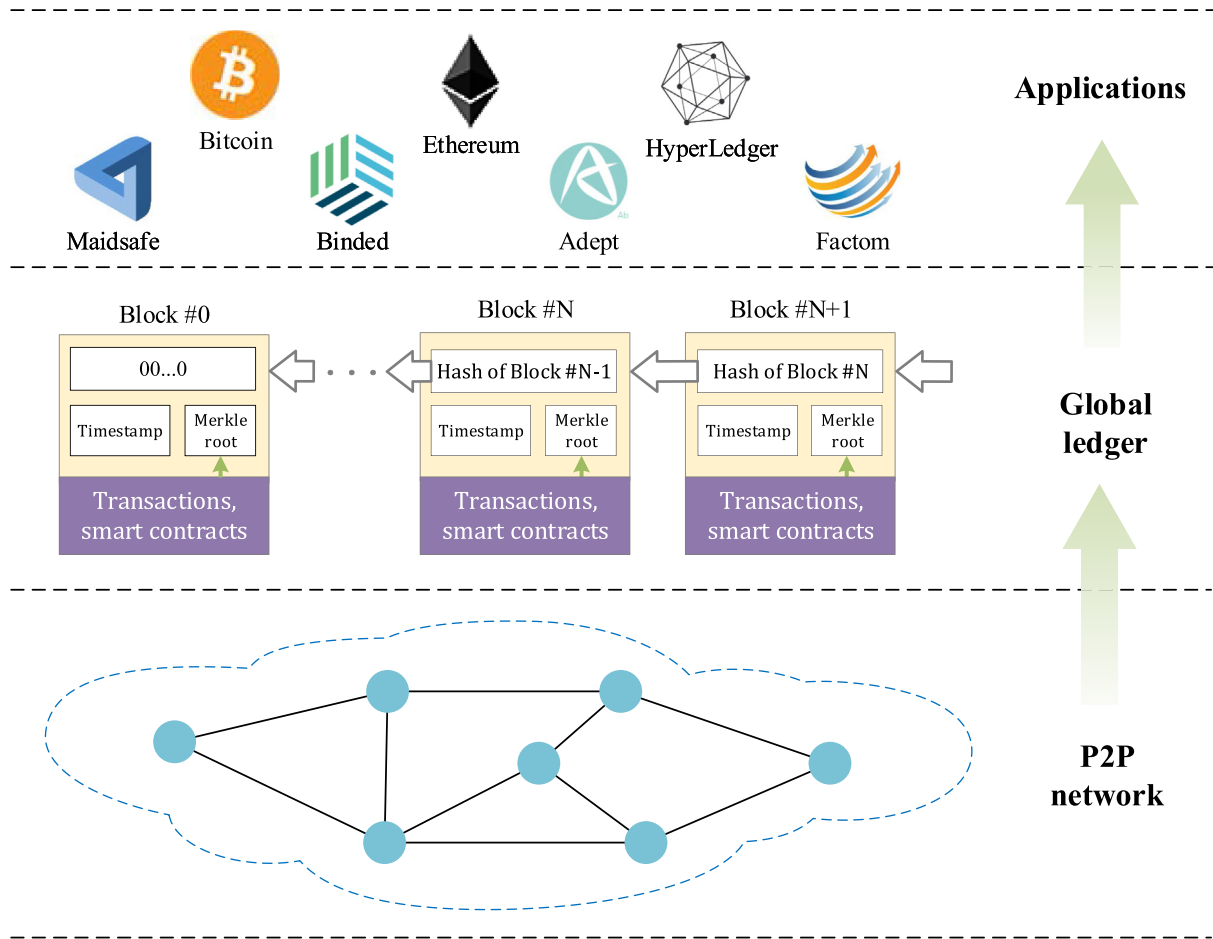 Applications
Bitcoin
Ethereum
HyperLedger
Maidsafe
Binded
Ab
Adept
Factom
Block #0
Block #N
Block #N+1
00...0
Hash of Block #N-1
Hash of Block #N
Timestamp
Merkle
root
Timestamp
Merkle
root
Timestamp
Merkle
root
Transactions,
smart contracts
Transactions,
smart contracts
Transactions,
smart contracts
Global
ledger
P2P
network